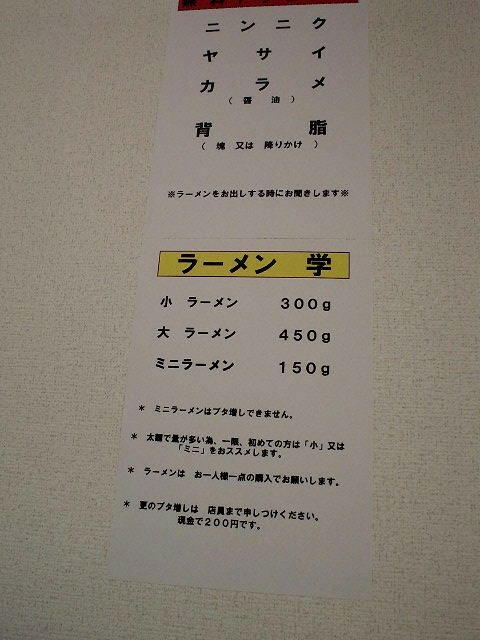 ニンニク
ヤサイ
カラメ
( 醤 油 )
背 脂
( 塊 又は 降りかけ )
※ラーメンをお出しする時にお聞きします※
ラーメン 学
小 ラーメン 300g
大 ラーメン 450g
ミニラーメン 150g
* ミニラーメンはブタ増しできません。
* 太麺で量が多い為、一限、初めての方は「小」又は
「ミニ」をおススメします。
* ラーメンは お一人様一点の購入でお願いします。
* 更のブタ増しは 店員まで申しつけください。
現金で200円です。